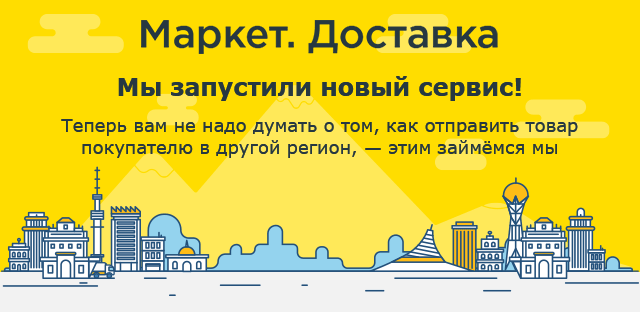 Маркет. Доставка
Мы запустили новый сервис!
Теперь вам не надо думать о том, как отправить товар
покупателю в другой регион, — этим займёмся мы